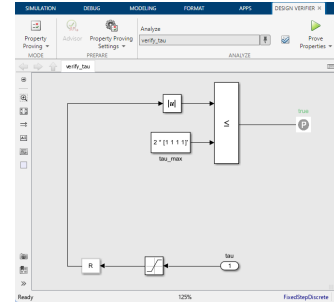 SIMULATION DEBUG MODELING FORMAT APPS DESIGN VERIFIER
Property Proving
Advisor
Property Proving Settings
Analyze
verify_tau
Prove Properties
MODE PREPARE ANALYZE
verify_tau
|u|
≤
true
P
2 * [1 1 1 1]'
tau_max
tau
R
1
Ready 125% FixedStepDiscrete